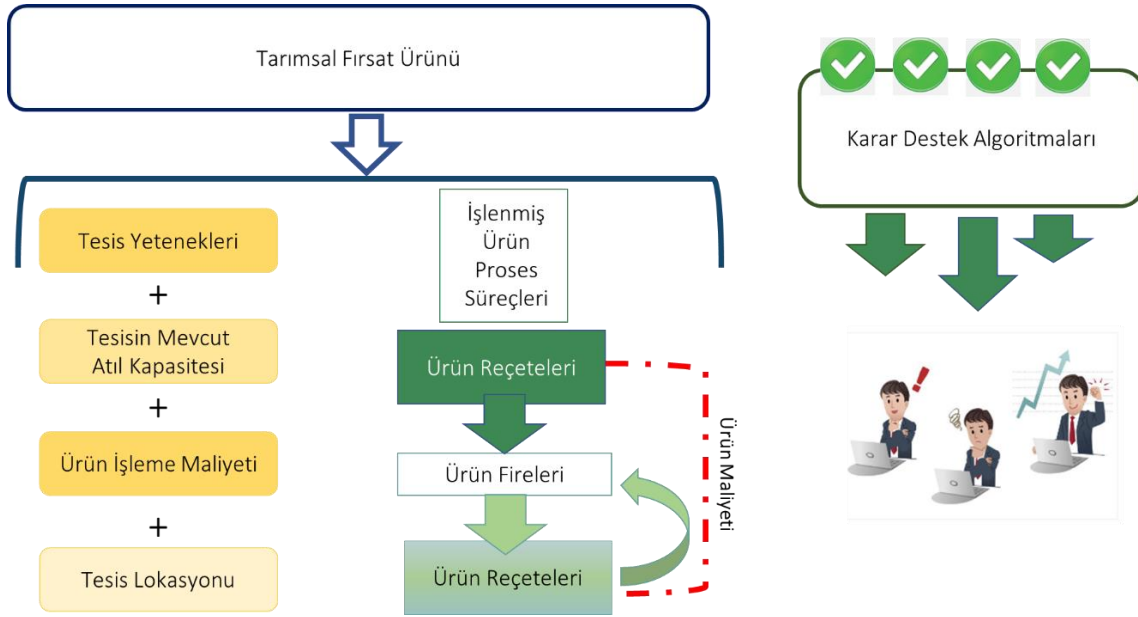 Tarımsal Fırsat Ürünü
Tesis Yetenekleri
+
Tesisin Mevcut
Atıl Kapasitesi
+
Ürün İşleme Maliyeti
+
Tesis Lokasyonu
İşlenmiş
Ürün
Proses
Süreçleri
Ürün Reçeteleri
Ürün Fireleri
Ürün Reçeteleri
Ürün Maliyeti
Karar Destek Algoritmaları